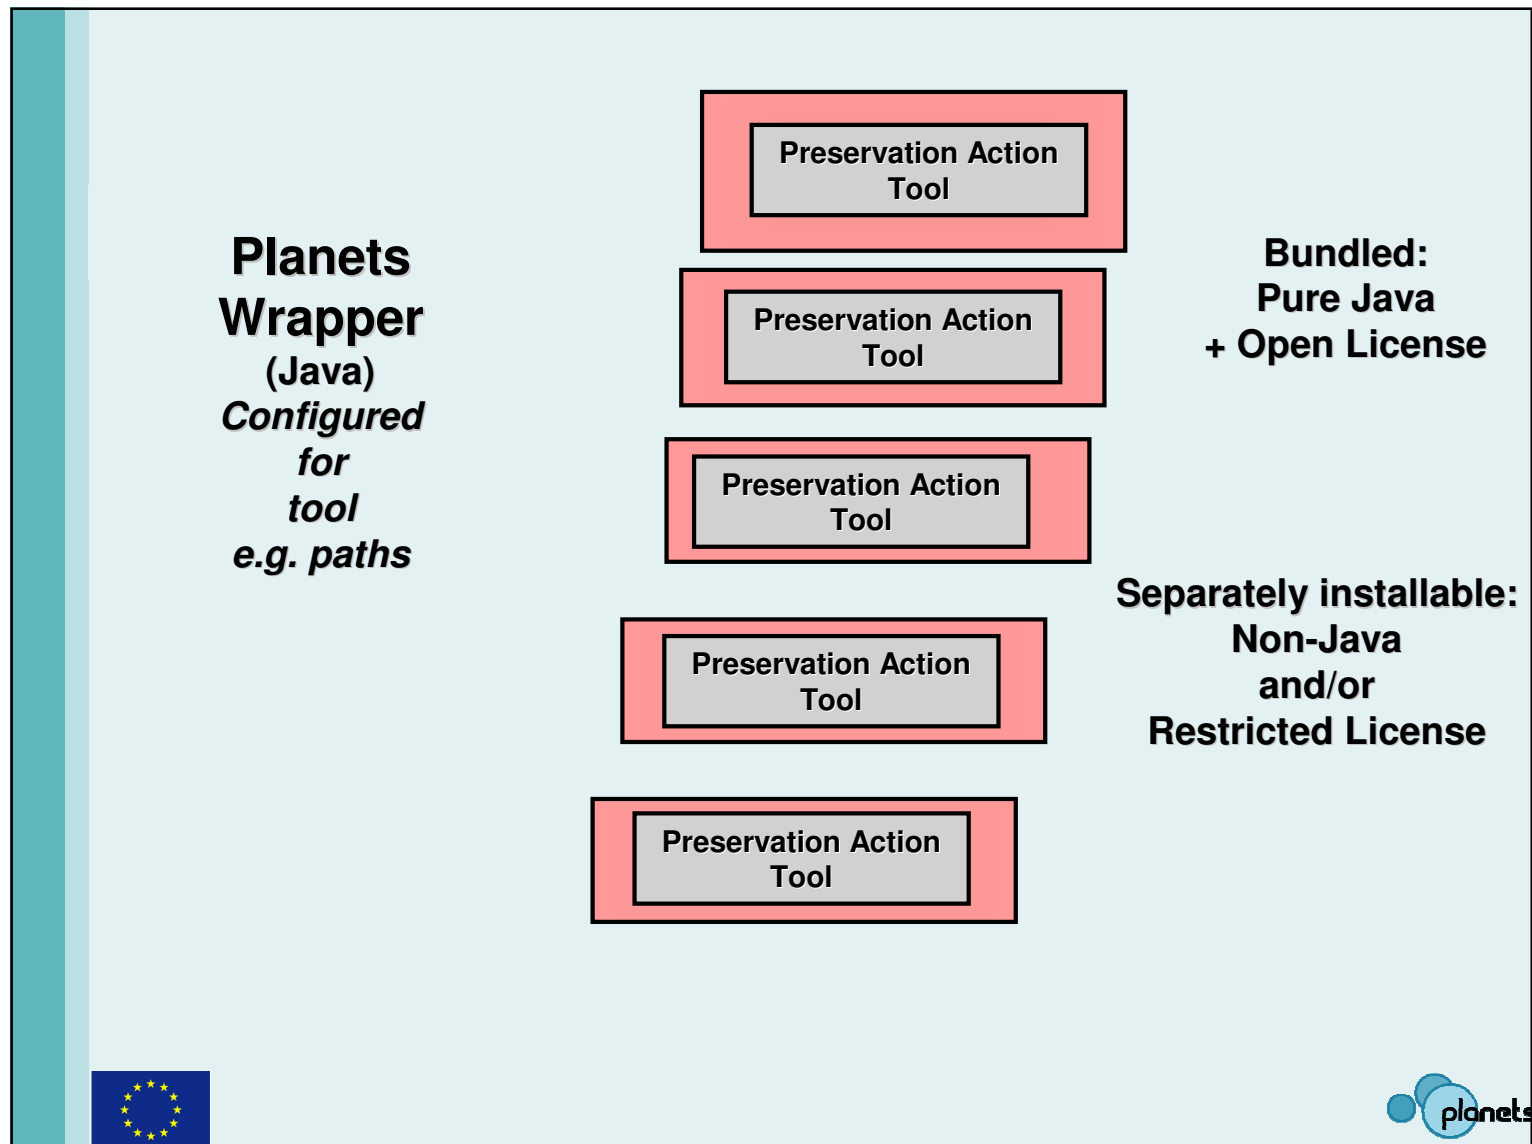 Planets
Wrapper
(Java)
Configured
for
tool
e.g. paths
Preservation Action
Tool
Preservation Action
Tool
Preservation Action
Tool
Preservation Action
Tool
Preservation Action
Tool
Bundled:
Pure Java
+ Open License
Separately installable:
Non-Java
and/or
Restricted License
planets